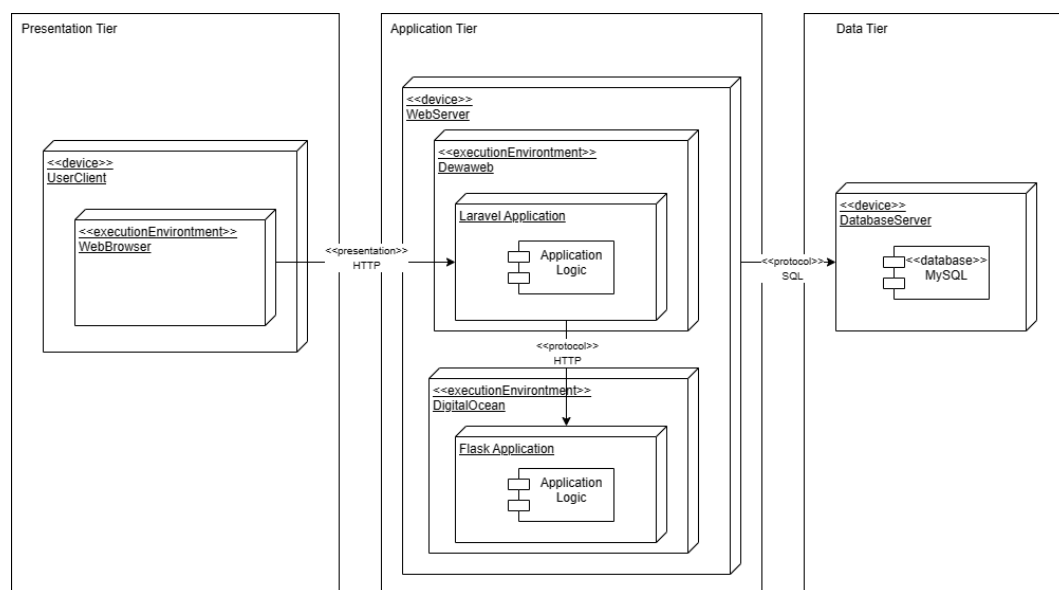 Presentation Tier
<<device>>
UserClient
<<executionEnvirontment>>
WebBrowser
<<presentation>>
HTTP
Application Tier
<<device>>
WebServer
<<executionEnvirontment>>
Dewaweb
Laravel Application
Application
Logic
<<protocol>>
HTTP
<<executionEnvirontment>>
DigitalOcean
Flask Application
Application
Logic
<<protocol>>
SQL
Data Tier
<<device>>
DatabaseServer
<<database>>
MySQL